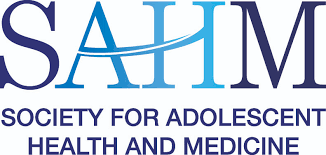 SAHM
SOCIETY FOR ADOLESCENT
HEALTH AND MEDICINE